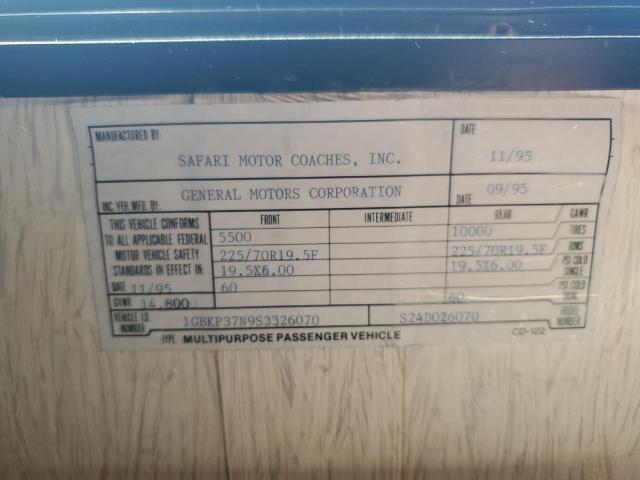 MANUFACTURED BY: DATE
SAFARI MOTOR COACHES, INC. 11/95
GENERAL MOTORS CORPORATION 09/95
INC VEH MFD BY: DATE
THIS VEHICLE CONFORMS FRONT INTERMEDIATE REAR GAWR
TO ALL APPLICABLE FEDERAL 5500 10000 TIRES
MOTOR VEHICLE SAFETY 225/70R19.5F 225/70R19.5F RIMS
STANDARDS IN EFFECT IN: 19.5X6.00 19.5X6.00 PSI COLD SINGLE
DATE 11/95 60 PSI COLD
GVWR 14,800 60 DUAL
VEHICLE I.D. NUMBER 1GBKP37N9S3326070 S24D026070 MODEL NUMBER
TYPE: MULTIPURPOSE PASSENGER VEHICLE CD-122